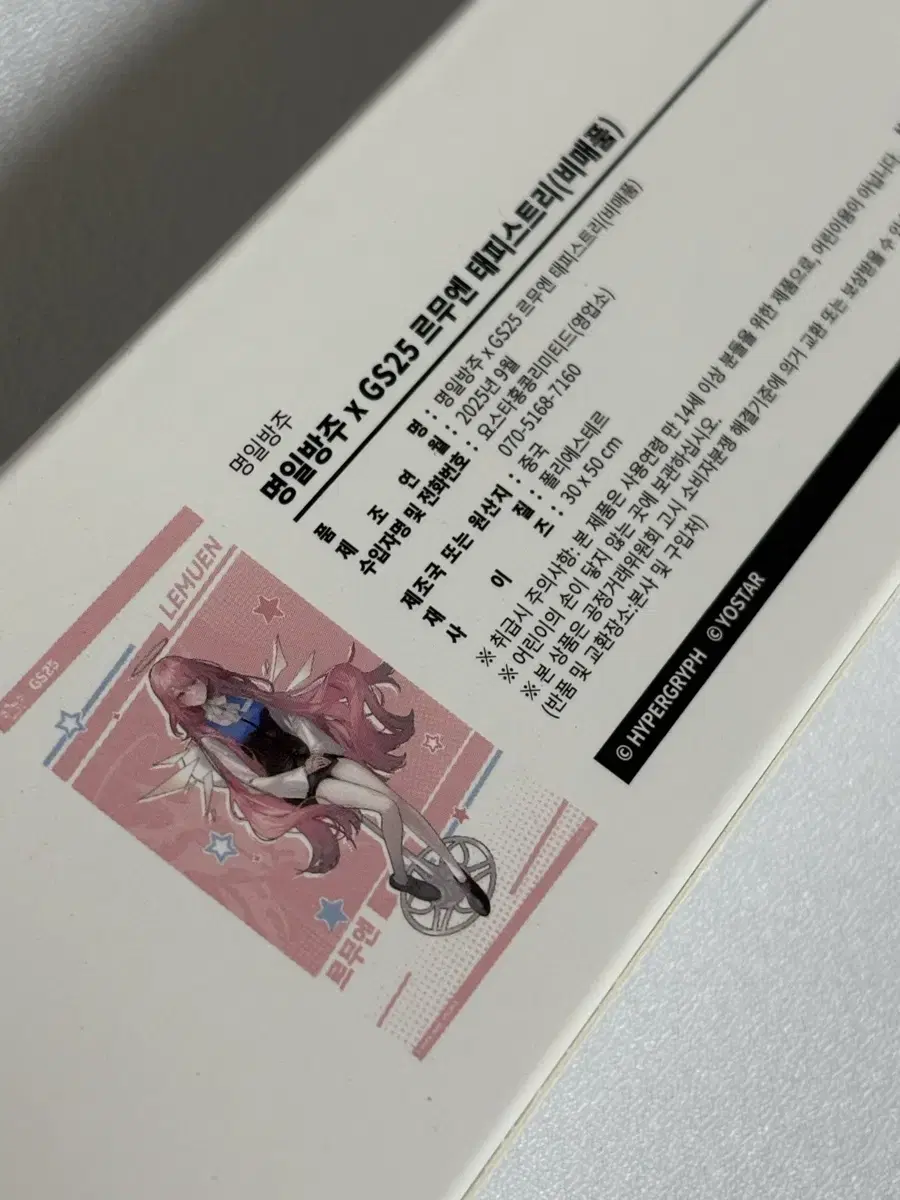 명일방주
명일방주 x GS25 르무엔 태피스트리(비매품)
품 명 : 명일방주 x GS25 르무엔 태피스트리(비매품)
제 조 연 월 : 2025년 9월
수입자명 및 전화번호 : 요스타홍콩리미티드(영업소)
070-5168-7160
제조국 또는 원산지 : 중국
재 질 : 폴리에스테르
사 이 즈 : 30 x 50 cm
※ 취급시 주의사항: 본 제품은 사용연령 만 14세 이상 분들을 위한 제품으로, 어린이용이 아닙니다.
※ 어린이의 손이 닿지 않는 곳에 보관하십시오.
※ 본 상품은 공정거래위원회 고시 소비자분쟁 해결기준에 의거 교환 또는 보상받을 수
(반품 및 교환장소:본사 및 구입처)
© HYPERGRYPH © YOSTAR
GS25
LEMUEN
르무엔